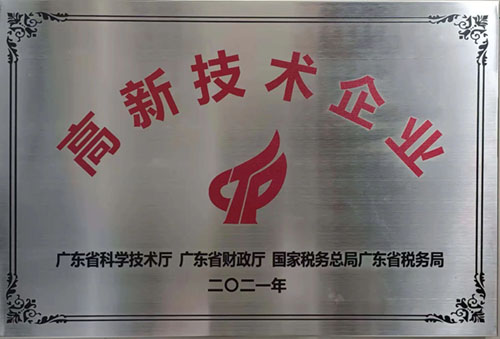 高新技术企业
广东省科学技术厅 广东省财政厅 国家税务总局广东省税务局
二〇二一年